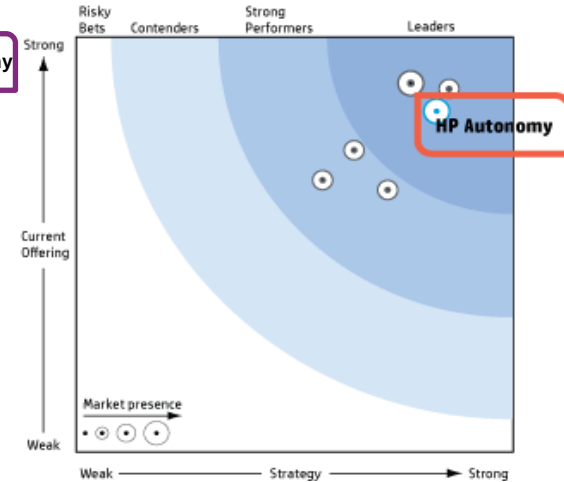 Risky
Bets
Contenders
Strong
Performers
Leaders
Strong
HP Autonomy
Current
Offering
Market presence
Weak
Weak
Strategy
Strong